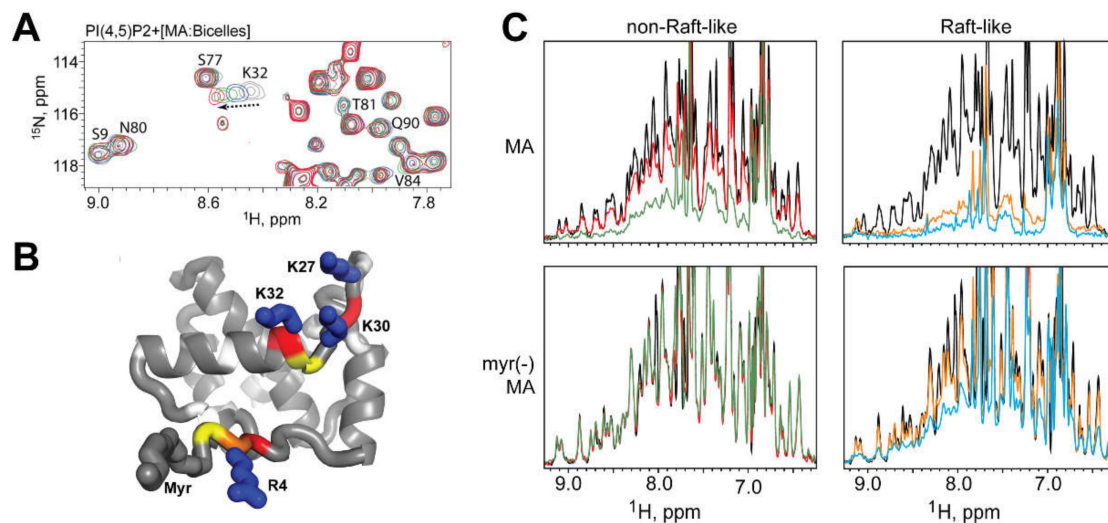 A
PI(4,5)P2+[MA:Bicelles]
114
116
118
¹⁵N, ppm
S77
K32
T81
S9
N80
Q90
V84
9.0
8.6
8.2
7.8
¹H, ppm
B
K27
K32
K30
Myr
R4
C
non-Raft-like
Raft-like
MA
myr(-)
MA
9.0
8.0
7.0
9.0
8.0
7.0
¹H, ppm
¹H, ppm